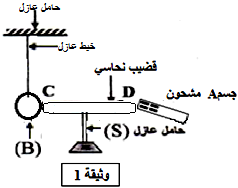 حامل عازل
خيط عازل
قضيب نحاسي
جسم A مشحون
C D
حامل عازل (S)
(B)
وثيقة 1